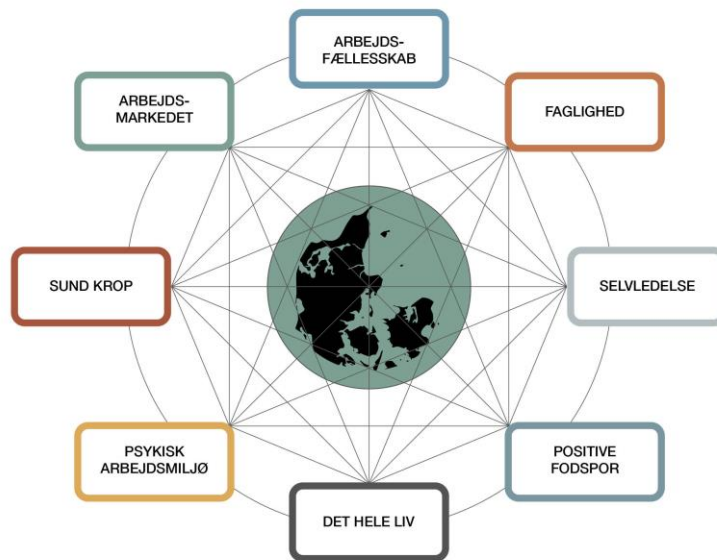 ARBEJDS-
FÆLLESSKAB
ARBEJDS-
MARKEDET
FAGLIGHED
SUND KROP
SELVLEDELSE
PSYKISK
ARBEJDSMILJØ
POSITIVE
FODSPOR
DET HELE LIV